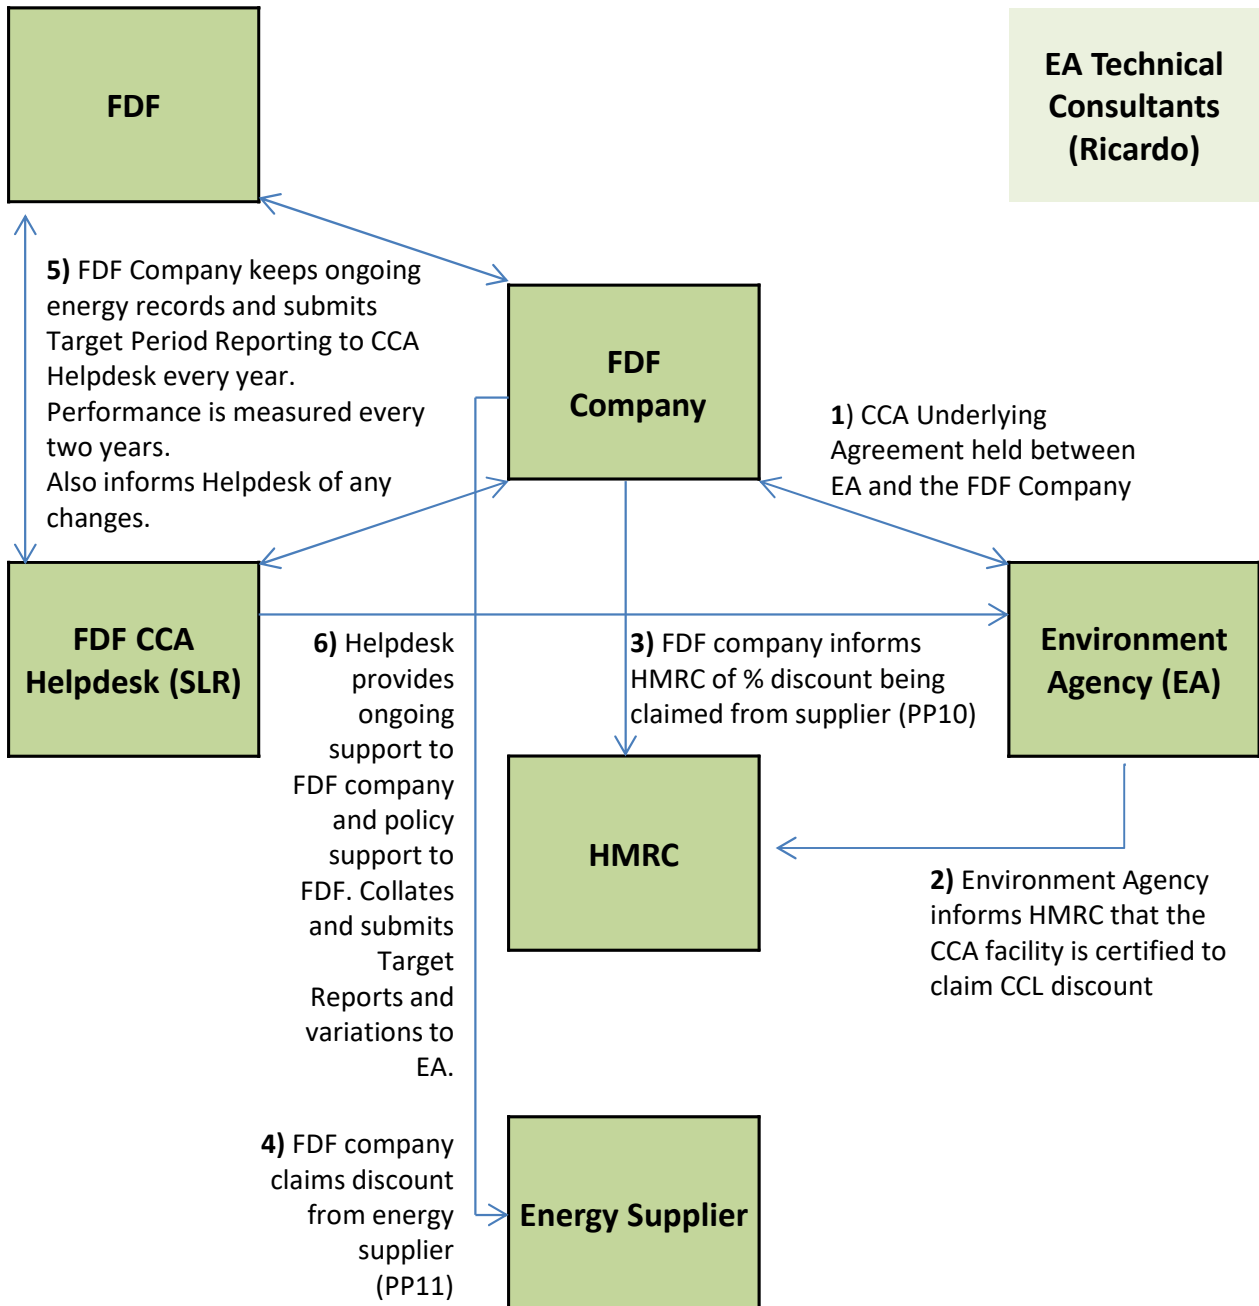 FDF
EA Technical
Consultants
(Ricardo)
5) FDF Company keeps ongoing
energy records and submits
Target Period Reporting to CCA
Helpdesk every year.
Performance is measured every
two years.
Also informs Helpdesk of any
changes.
FDF
Company
1) CCA Underlying
Agreement held between
EA and the FDF Company
FDF CCA
Helpdesk (SLR)
6) Helpdesk
provides
ongoing
support to
FDF company
and policy
support to
FDF. Collates
and submits
Target
Reports and
variations to
EA.
3) FDF company informs
HMRC of % discount being
claimed from supplier (PP10)
Environment
Agency (EA)
HMRC
2) Environment Agency
informs HMRC that the
CCA facility is certified to
claim CCL discount
4) FDF company
claims discount
from energy
supplier
(PP11)
Energy Supplier